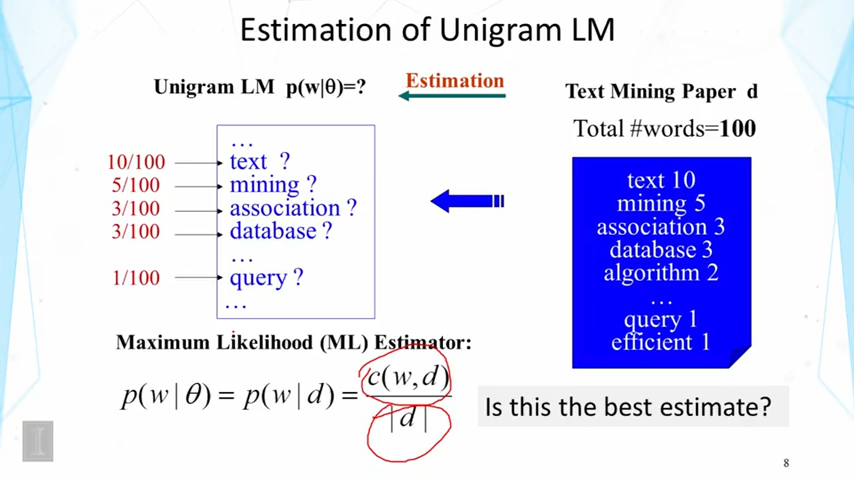 Estimation of Unigram LM
Unigram LM p(w|θ)=?
Estimation
Text Mining Paper d
Total #words=100
…
10/100 text ?
5/100 mining ?
3/100 association ?
3/100 database ?
…
1/100 query ?
…
text 10
mining 5
association 3
database 3
algorithm 2
…
query 1
efficient 1
Maximum Likelihood (ML) Estimator:
p(w | θ) = p(w | d) = c(w, d)
| d |
Is this the best estimate?
I
8